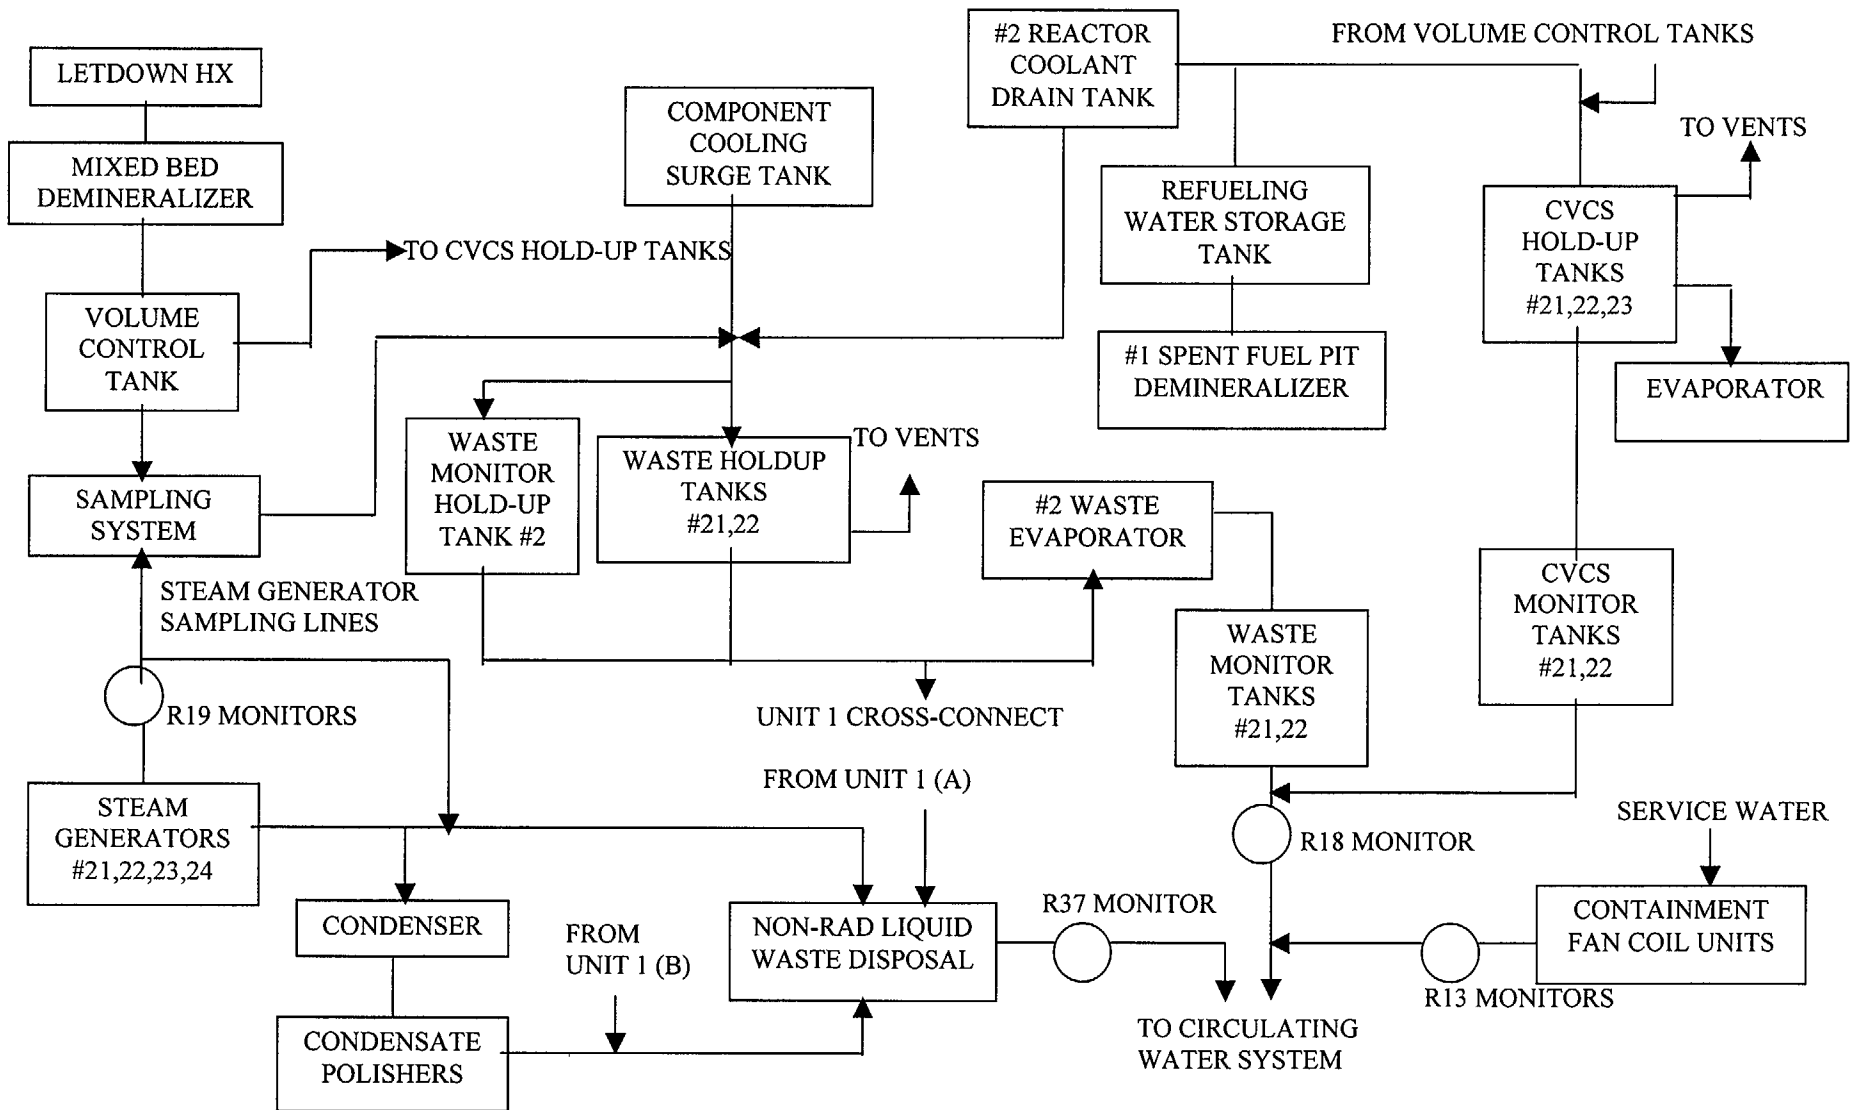 #2 REACTOR
COOLANT
DRAIN TANK
FROM VOLUME CONTROL TANKS
LETDOWN HX
COMPONENT
COOLING
SURGE TANK
TO VENTS
MIXED BED
DEMINERALIZER
REFUELING
WATER STORAGE
TANK
CVCS
HOLD-UP
TANKS
#21,22,23
TO CVCS HOLD-UP TANKS
VOLUME
CONTROL
TANK
#1 SPENT FUEL PIT
DEMINERALIZER
EVAPORATOR
WASTE
MONITOR
HOLD-UP
TANK #2
WASTE HOLDUP
TANKS
#21,22
TO VENTS
SAMPLING
SYSTEM
#2 WASTE
EVAPORATOR
CVCS
MONITOR
TANKS
#21,22
STEAM GENERATOR
SAMPLING LINES
WASTE
MONITOR
TANKS
#21,22
R19 MONITORS
UNIT 1 CROSS-CONNECT
FROM UNIT 1 (A)
STEAM
GENERATORS
#21,22,23,24
R18 MONITOR
SERVICE WATER
CONDENSER
FROM
UNIT 1 (B)
NON-RAD LIQUID
WASTE DISPOSAL
R37 MONITOR
CONTAINMENT
FAN COIL UNITS
R13 MONITORS
CONDENSATE
POLISHERS
TO CIRCULATING
WATER SYSTEM